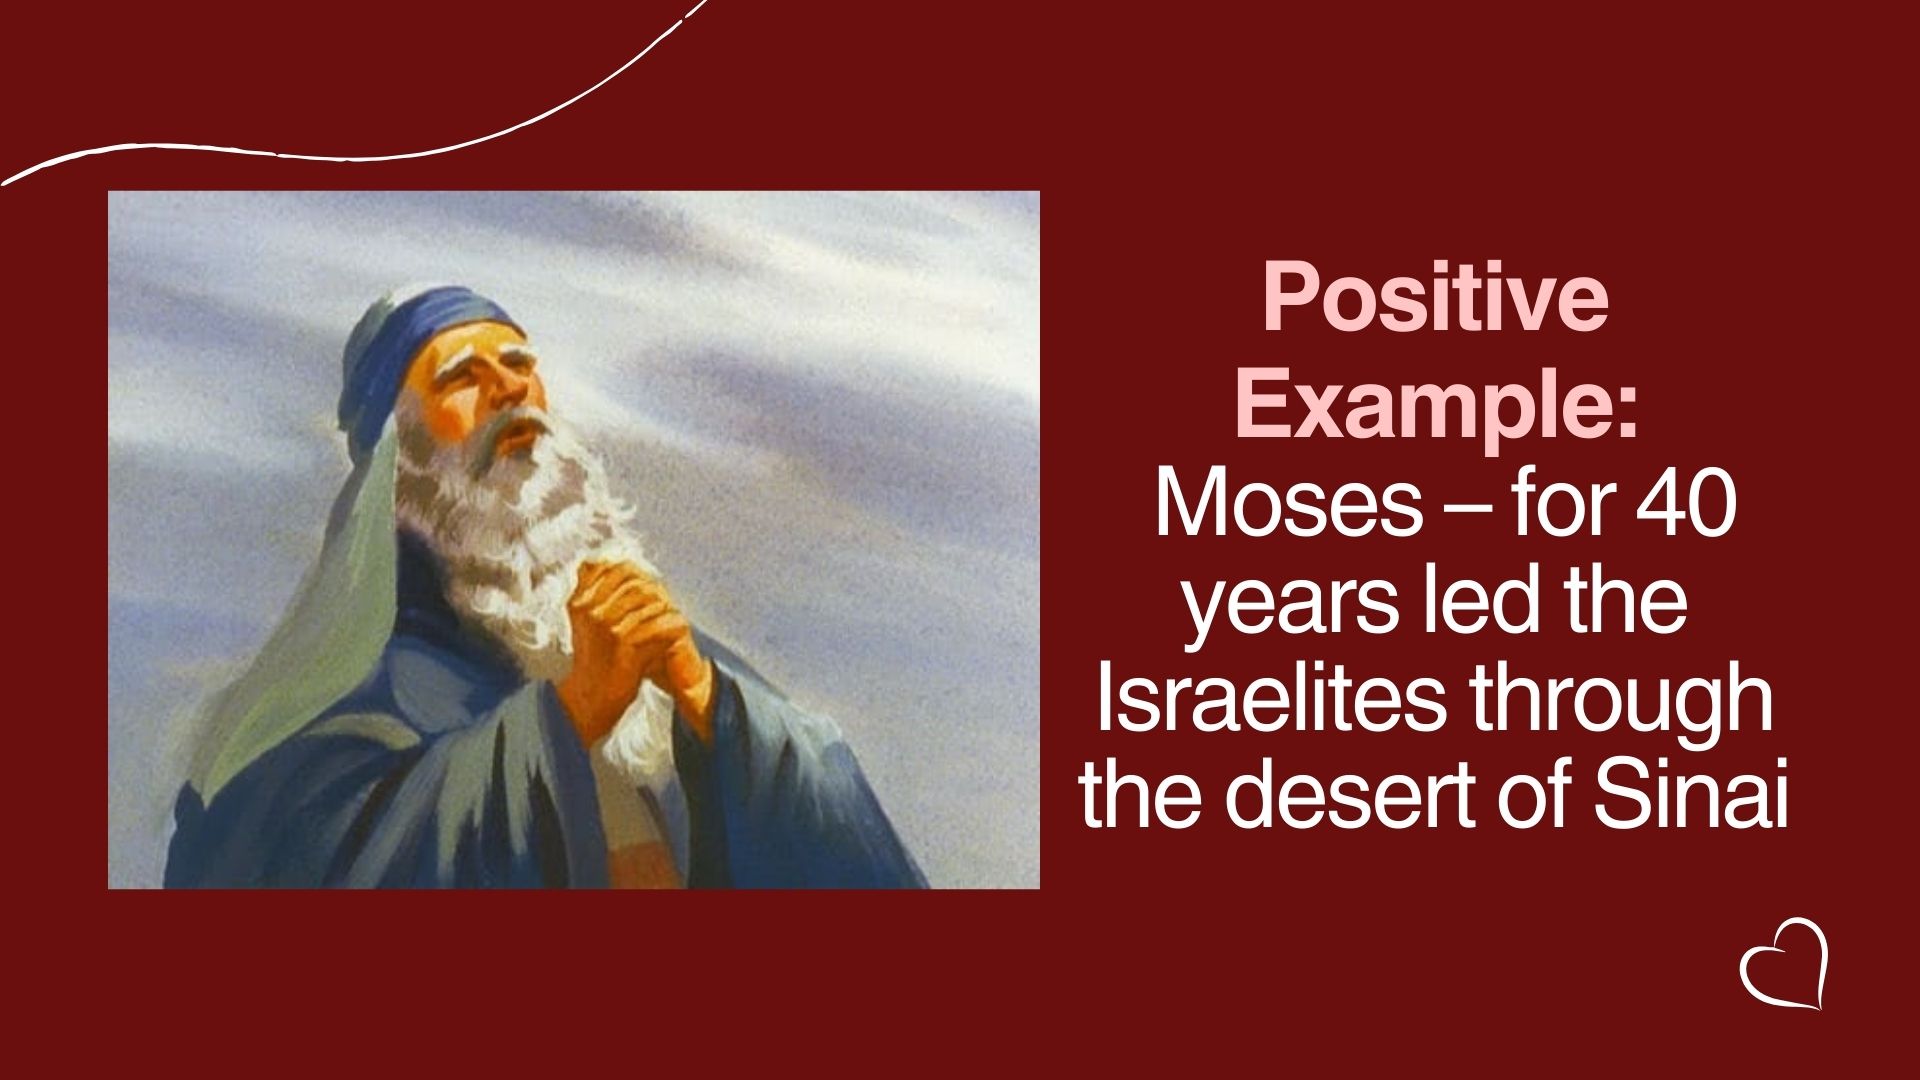 Positive
Example:
Moses – for 40
years led the
Israelites through
the desert of Sinai